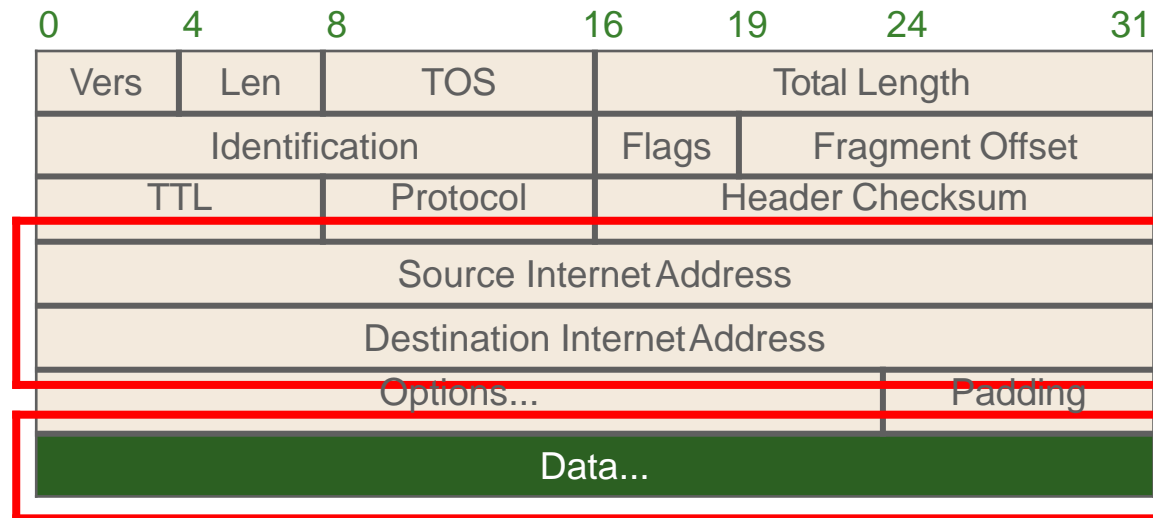 0 4 8 16 19 24 31
Vers Len TOS Total Length
Identification Flags Fragment Offset
TTL Protocol Header Checksum
Source Internet Address
Destination Internet Address
Options... Padding
Data...